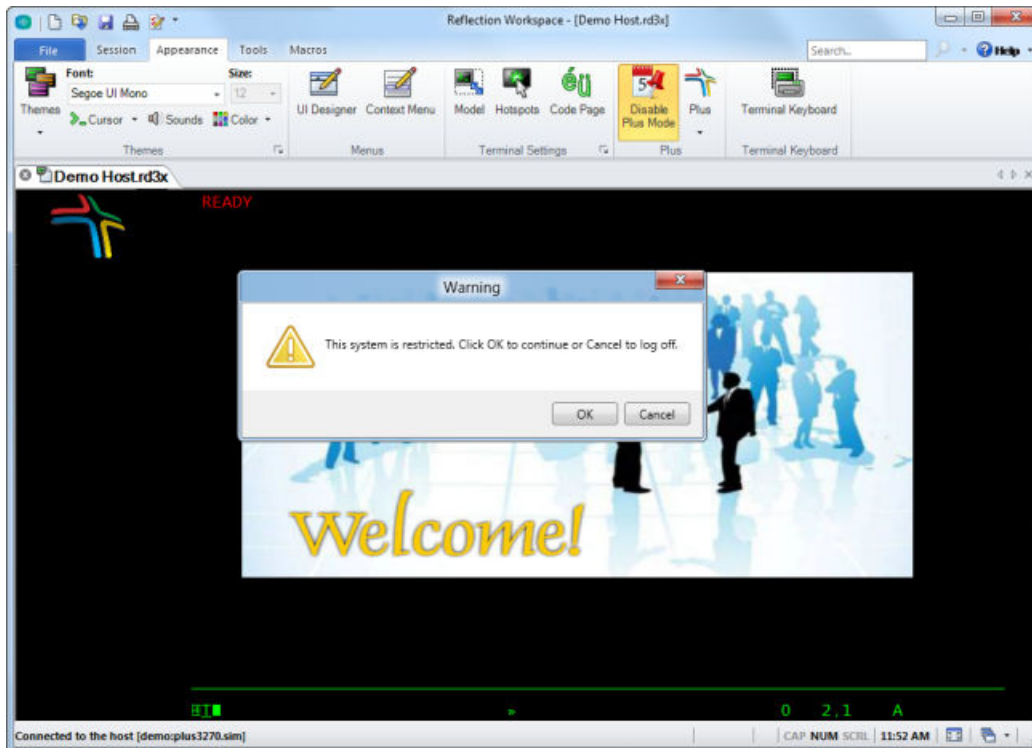 Reflection Workspace - [Demo Host.rd3x]
File Session Appearance Tools Macros Search... Help
Font: Size:
Segoe UI Mono 12
Themes Cursor Sounds Color
UI Designer Context Menu
Model Hotspots Code Page
Disable Plus Mode
Plus
Terminal Keyboard
Themes Menus Terminal Settings Plus Terminal Keyboard
Demo Host.rd3x
READY
Warning
This system is restricted. Click OK to continue or Cancel to log off.
OK Cancel
Welcome!
0 2,1 A
Connected to the host [demo:plus3270.sim] CAP NUM SCRL 11:52 AM